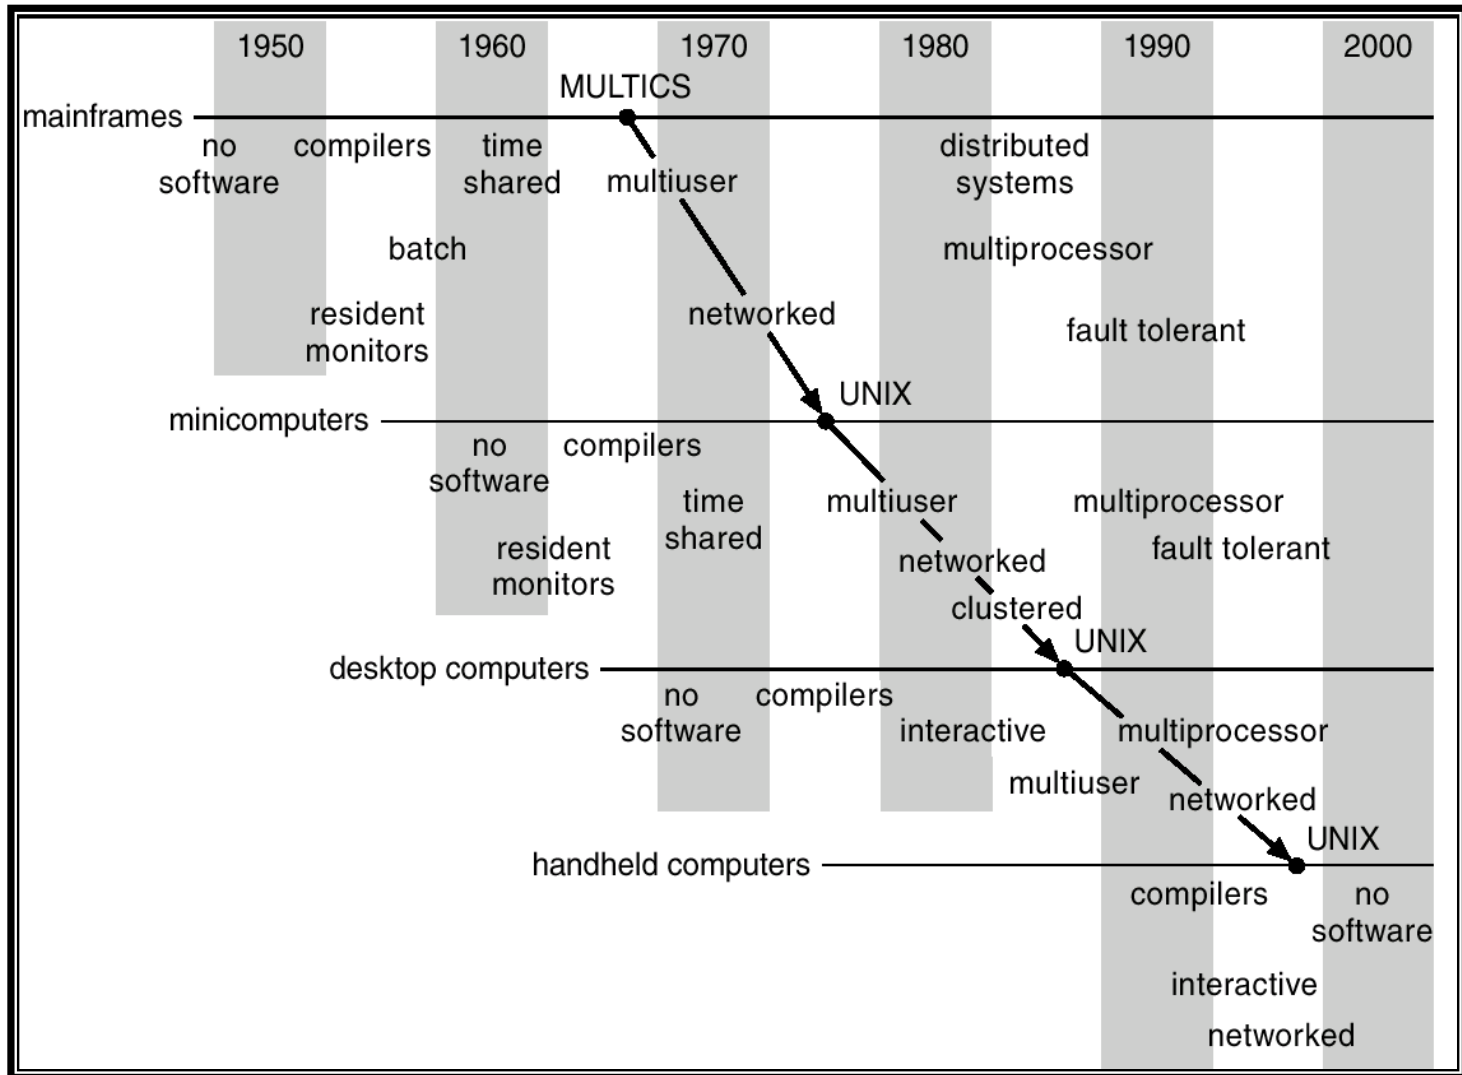 1950 1960 1970 1980 1990 2000
MULTICS
mainframes
no compilers time distributed
software shared multiuser systems
batch multiprocessor
resident networked fault tolerant
monitors
UNIX
minicomputers
no compilers
software
time multiuser multiprocessor
shared
resident networked fault tolerant
monitors
clustered
UNIX
desktop computers
no compilers
software interactive multiprocessor
multiuser networked
UNIX
handheld computers
compilers no
software
interactive
networked